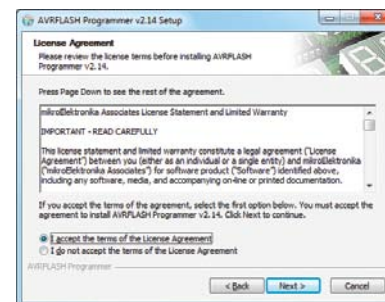 AVRFLASH Programmer v2.14 Setup
License Agreement
Please review the license terms before installing AVRFLASH
Programmer v2.14.
Press Page Down to see the rest of the agreement.
mikroElektronika Associates License Statement and Limited Warranty
IMPORTANT - READ CAREFULLY
This license statement and limited warranty constitute a legal agreement ("License
Agreement") between you (either as an individual or a single entity) and mikroElektronika
("mikroElektronika Associates") for software product ("Software") identified above,
including any software, media, and accompanying on-line or printed documentation.
If you accept the terms of the agreement, select the first option below. You must accept the
agreement to install AVRFLASH Programmer v2.14. Click Next to continue.
I accept the terms of the License Agreement
I do not accept the terms of the License Agreement
AVRFLASH Programmer
< Back Next > Cancel